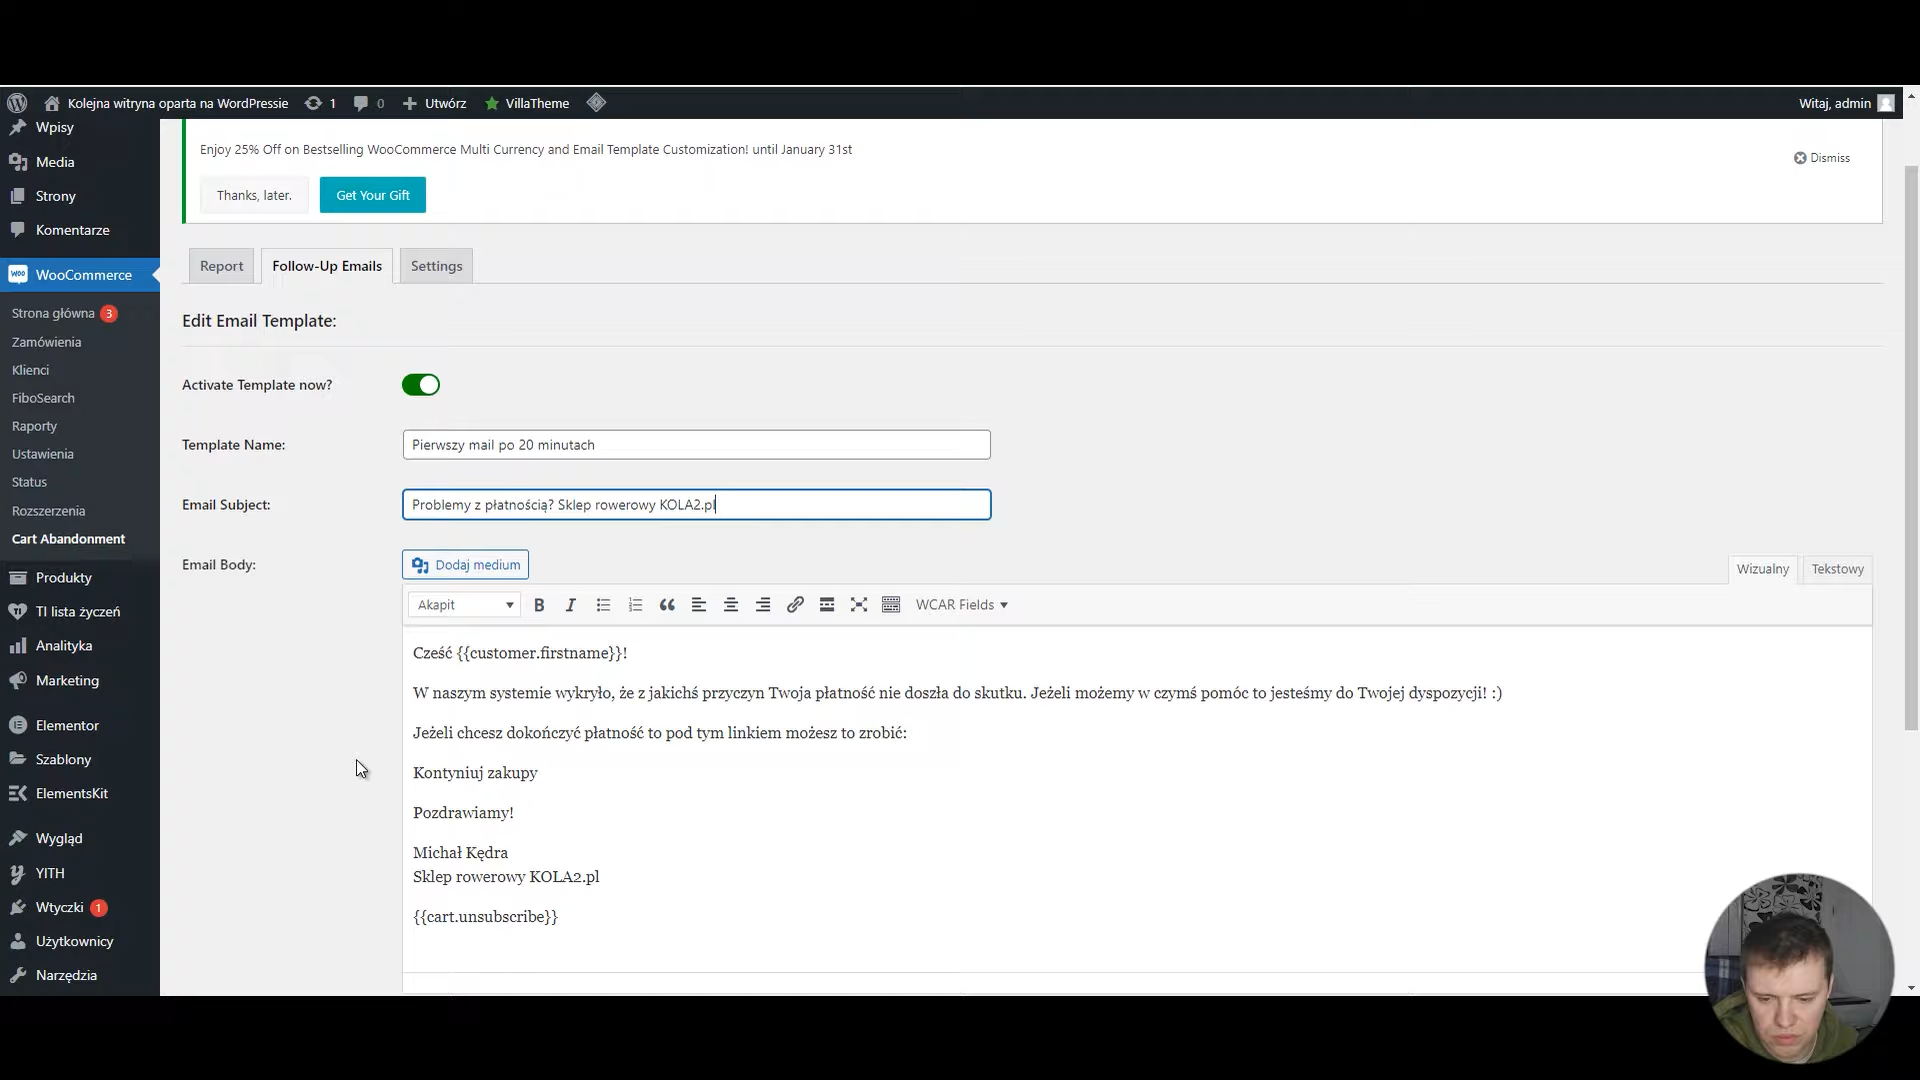 Kolejna witryna oparta na WordPressie 1 0 Utwórz VillaTheme Witaj, admin
Wpisy
Media
Strony
Komentarze
WooCommerce
Strona główna 3
Zamówienia
Klienci
FiboSearch
Raporty
Ustawienia
Status
Rozszerzenia
Cart Abandonment
Produkty
TI lista życzeń
Analityka
Marketing
Elementor
Szablony
ElementsKit
Wygląd
YITH
Wtyczki 1
Użytkownicy
Narzędzia
Enjoy 25% Off on Bestselling WooCommerce Multi Currency and Email Template Customization! until January 31st
Dismiss
Thanks, later. Get Your Gift
Report Follow-Up Emails Settings
Edit Email Template:
Activate Template now?
Template Name: Pierwszy mail po 20 minutach
Email Subject: Problemy z płatnością? Sklep rowerowy KOLA2.pl
Email Body: Dodaj medium
Wizualny Tekstowy
Akapit B I WCAR Fields
Cześć {{customer.firstname}}!
W naszym systemie wykryło, że z jakichś przyczyn Twoja płatność nie doszła do skutku. Jeżeli możemy w czymś pomóc to jesteśmy do Twojej dyspozycji! :)
Jeżeli chcesz dokończyć płatność to pod tym linkiem możesz to zrobić:
Kontyniuj zakupy
Pozdrawiamy!
Michał Kędra
Sklep rowerowy KOLA2.pl
{{cart.unsubscribe}}